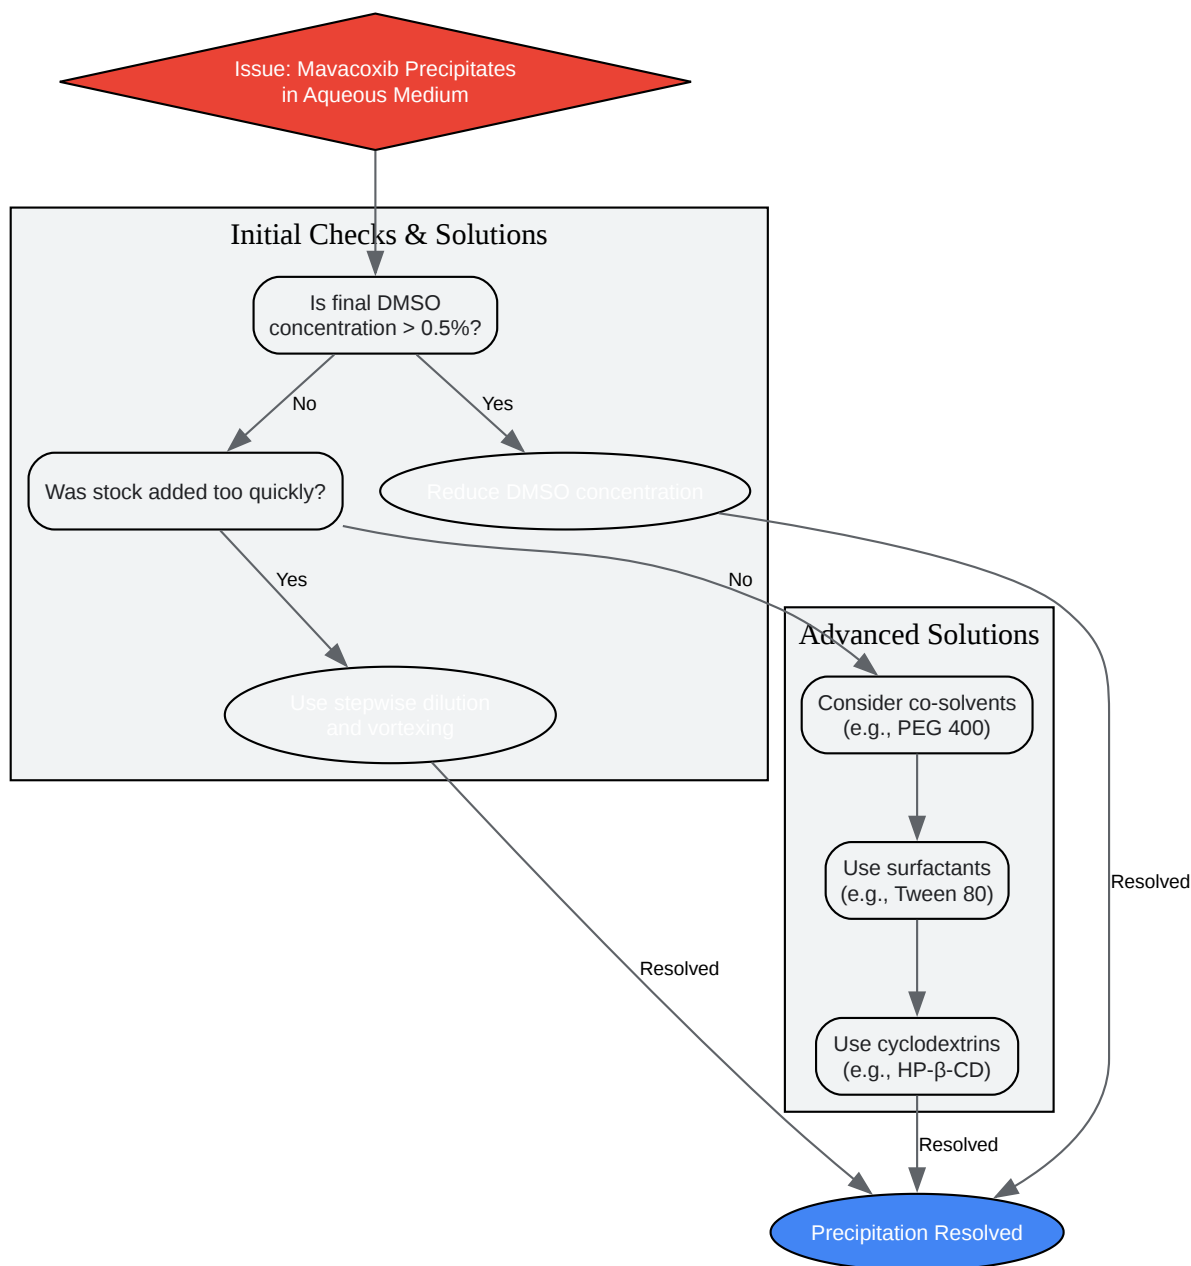 Issue: Mavacoxib Precipitates
in Aqueous Medium
Initial Checks & Solutions
Is final DMSO
concentration > 0.5%?
No
Yes
Was stock added too quickly?
Reduce DMSO concentration
Yes
No
Use stepwise dilution
and vortexing
Advanced Solutions
Consider co-solvents
(e.g., PEG 400)
Use surfactants
(e.g., Tween 80)
Resolved
Resolved
Use cyclodextrins
(e.g., HP-β-CD)
Resolved
Precipitation Resolved